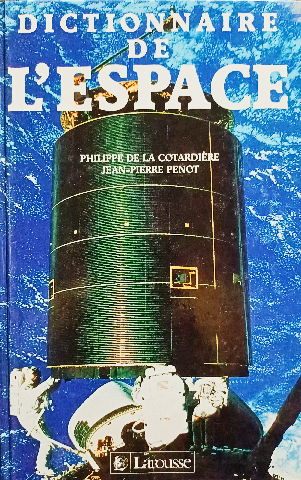 DICTIONNAIRE
DE
L'ESPACE
PHILIPPE DE LA COTARDIÈRE
JEAN-PIERRE PENOT
Larousse